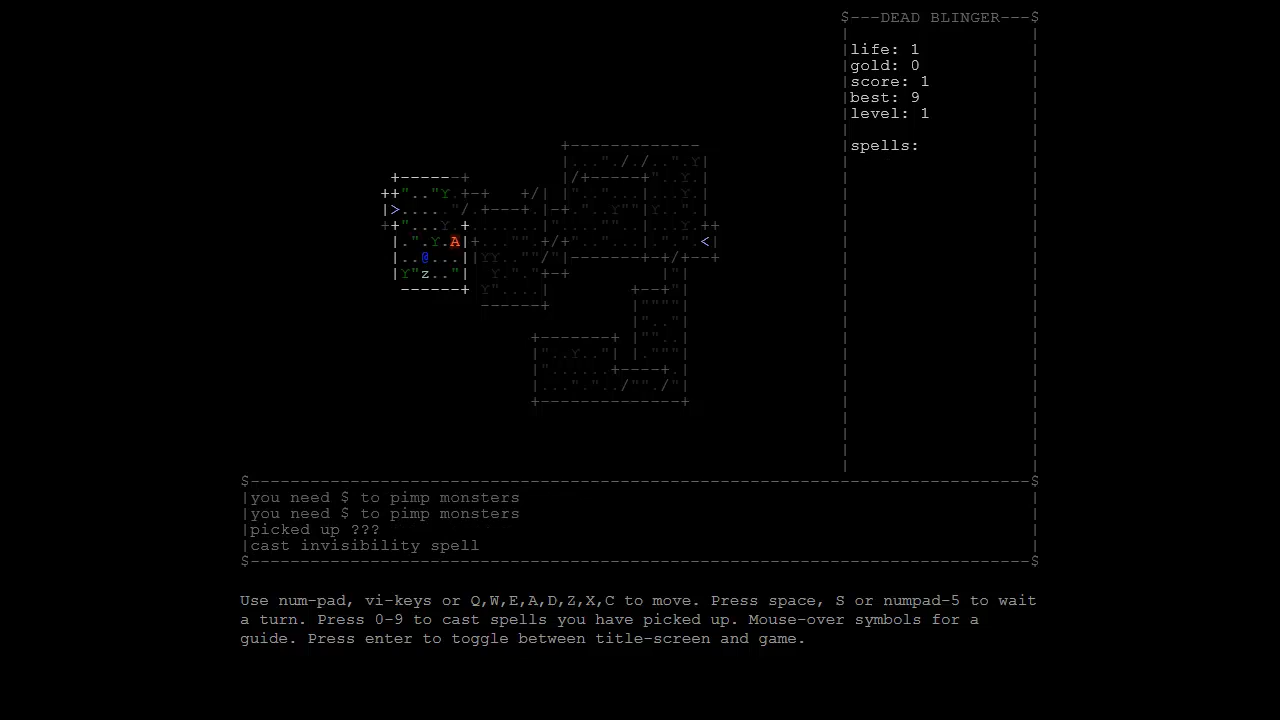 $---DEAD BLINGER---$
life: 1
gold: 0
score: 1
best: 9
level: 1
spells:
you need $ to pimp monsters
you need $ to pimp monsters
picked up ???
cast invisibility spell
Use num-pad, vi-keys or Q,W,E,A,D,Z,X,C to move. Press space, S or numpad-5 to wait
a turn. Press 0-9 to cast spells you have picked up. Mouse-over symbols for a
guide. Press enter to toggle between title-screen and game.